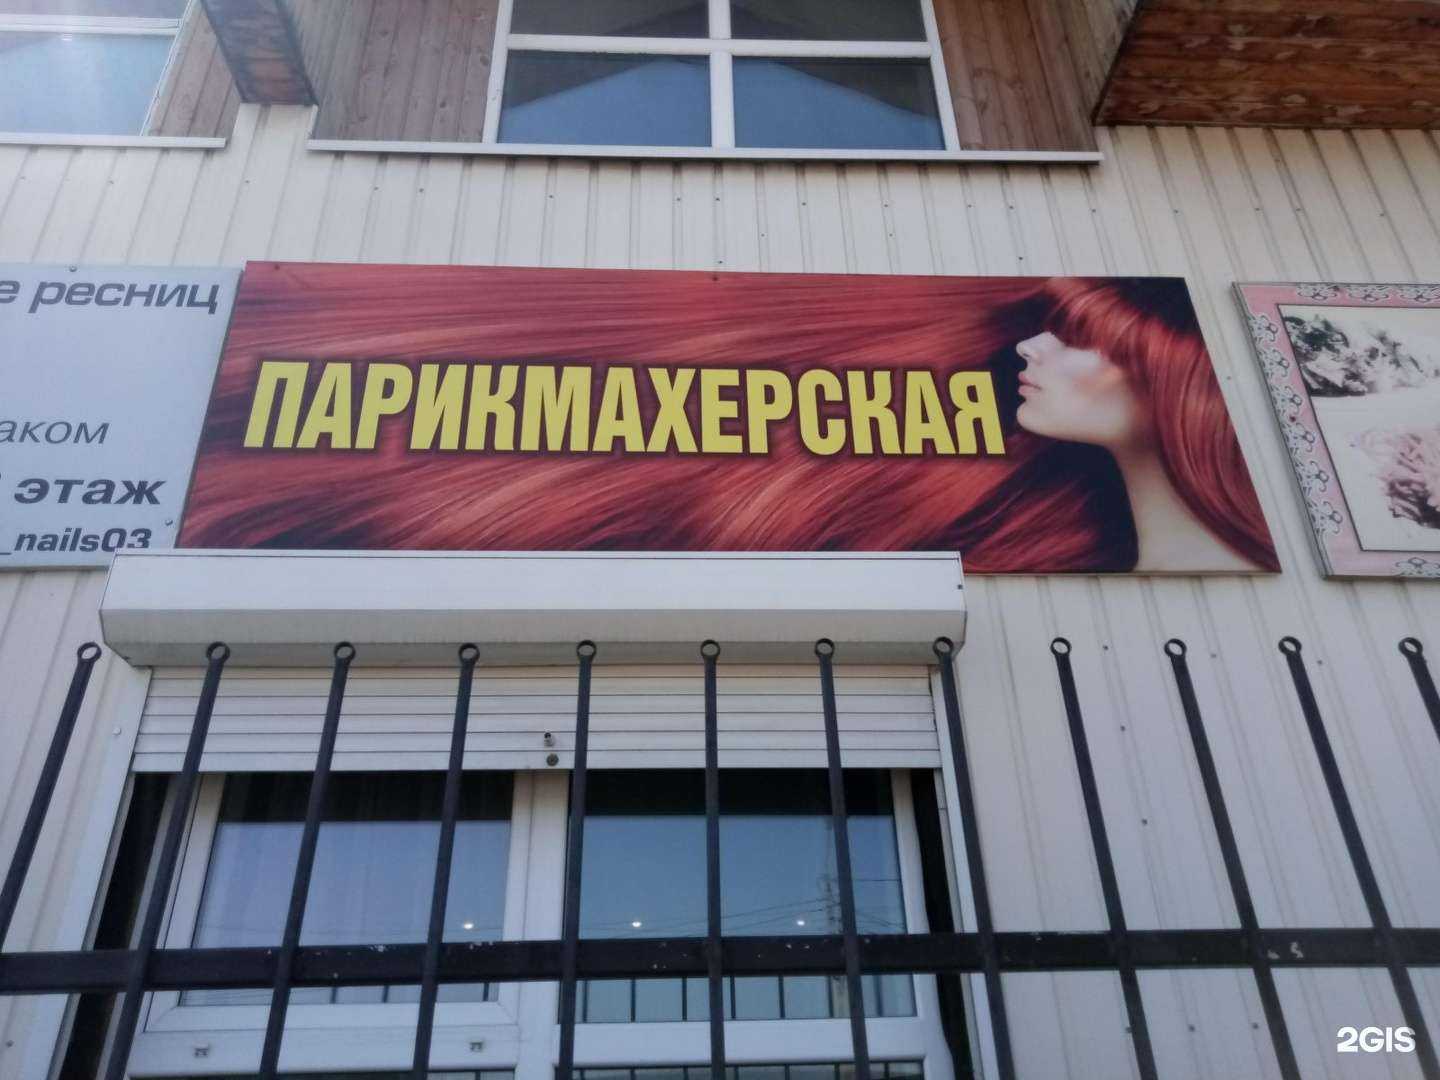 е ресниц
аком
этаж
_nails03
ПАРИКМАХЕРСКАЯ
2GIS